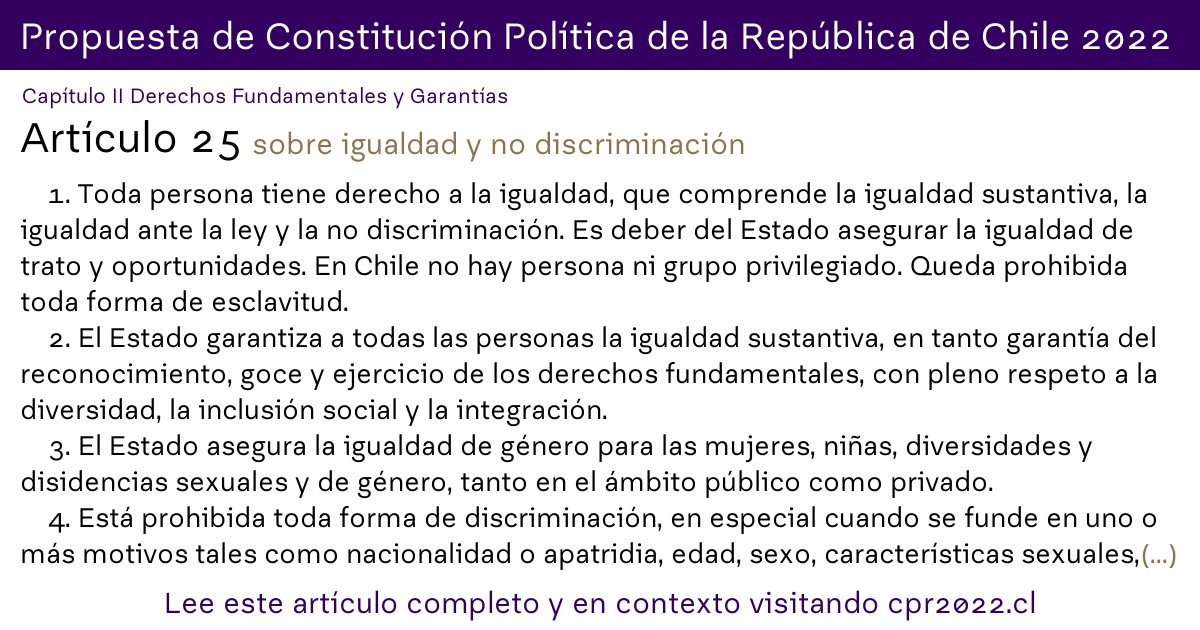 Propuesta de Constitución Política de la República de Chile 2022
Capítulo II Derechos Fundamentales y Garantías
Artículo 25 sobre igualdad y no discriminación
1. Toda persona tiene derecho a la igualdad, que comprende la igualdad sustantiva, la
igualdad ante la ley y la no discriminación. Es deber del Estado asegurar la igualdad de
trato y oportunidades. En Chile no hay persona ni grupo privilegiado. Queda prohibida
toda forma de esclavitud.
2. El Estado garantiza a todas las personas la igualdad sustantiva, en tanto garantía del
reconocimiento, goce y ejercicio de los derechos fundamentales, con pleno respeto a la
diversidad, la inclusión social y la integración.
3. El Estado asegura la igualdad de género para las mujeres, niñas, diversidades y
disidencias sexuales y de género, tanto en el ámbito público como privado.
4. Está prohibida toda forma de discriminación, en especial cuando se funde en uno o
más motivos tales como nacionalidad o apatridia, edad, sexo, características sexuales,(...)
Lee este artículo completo y en contexto visitando cpr2022.cl